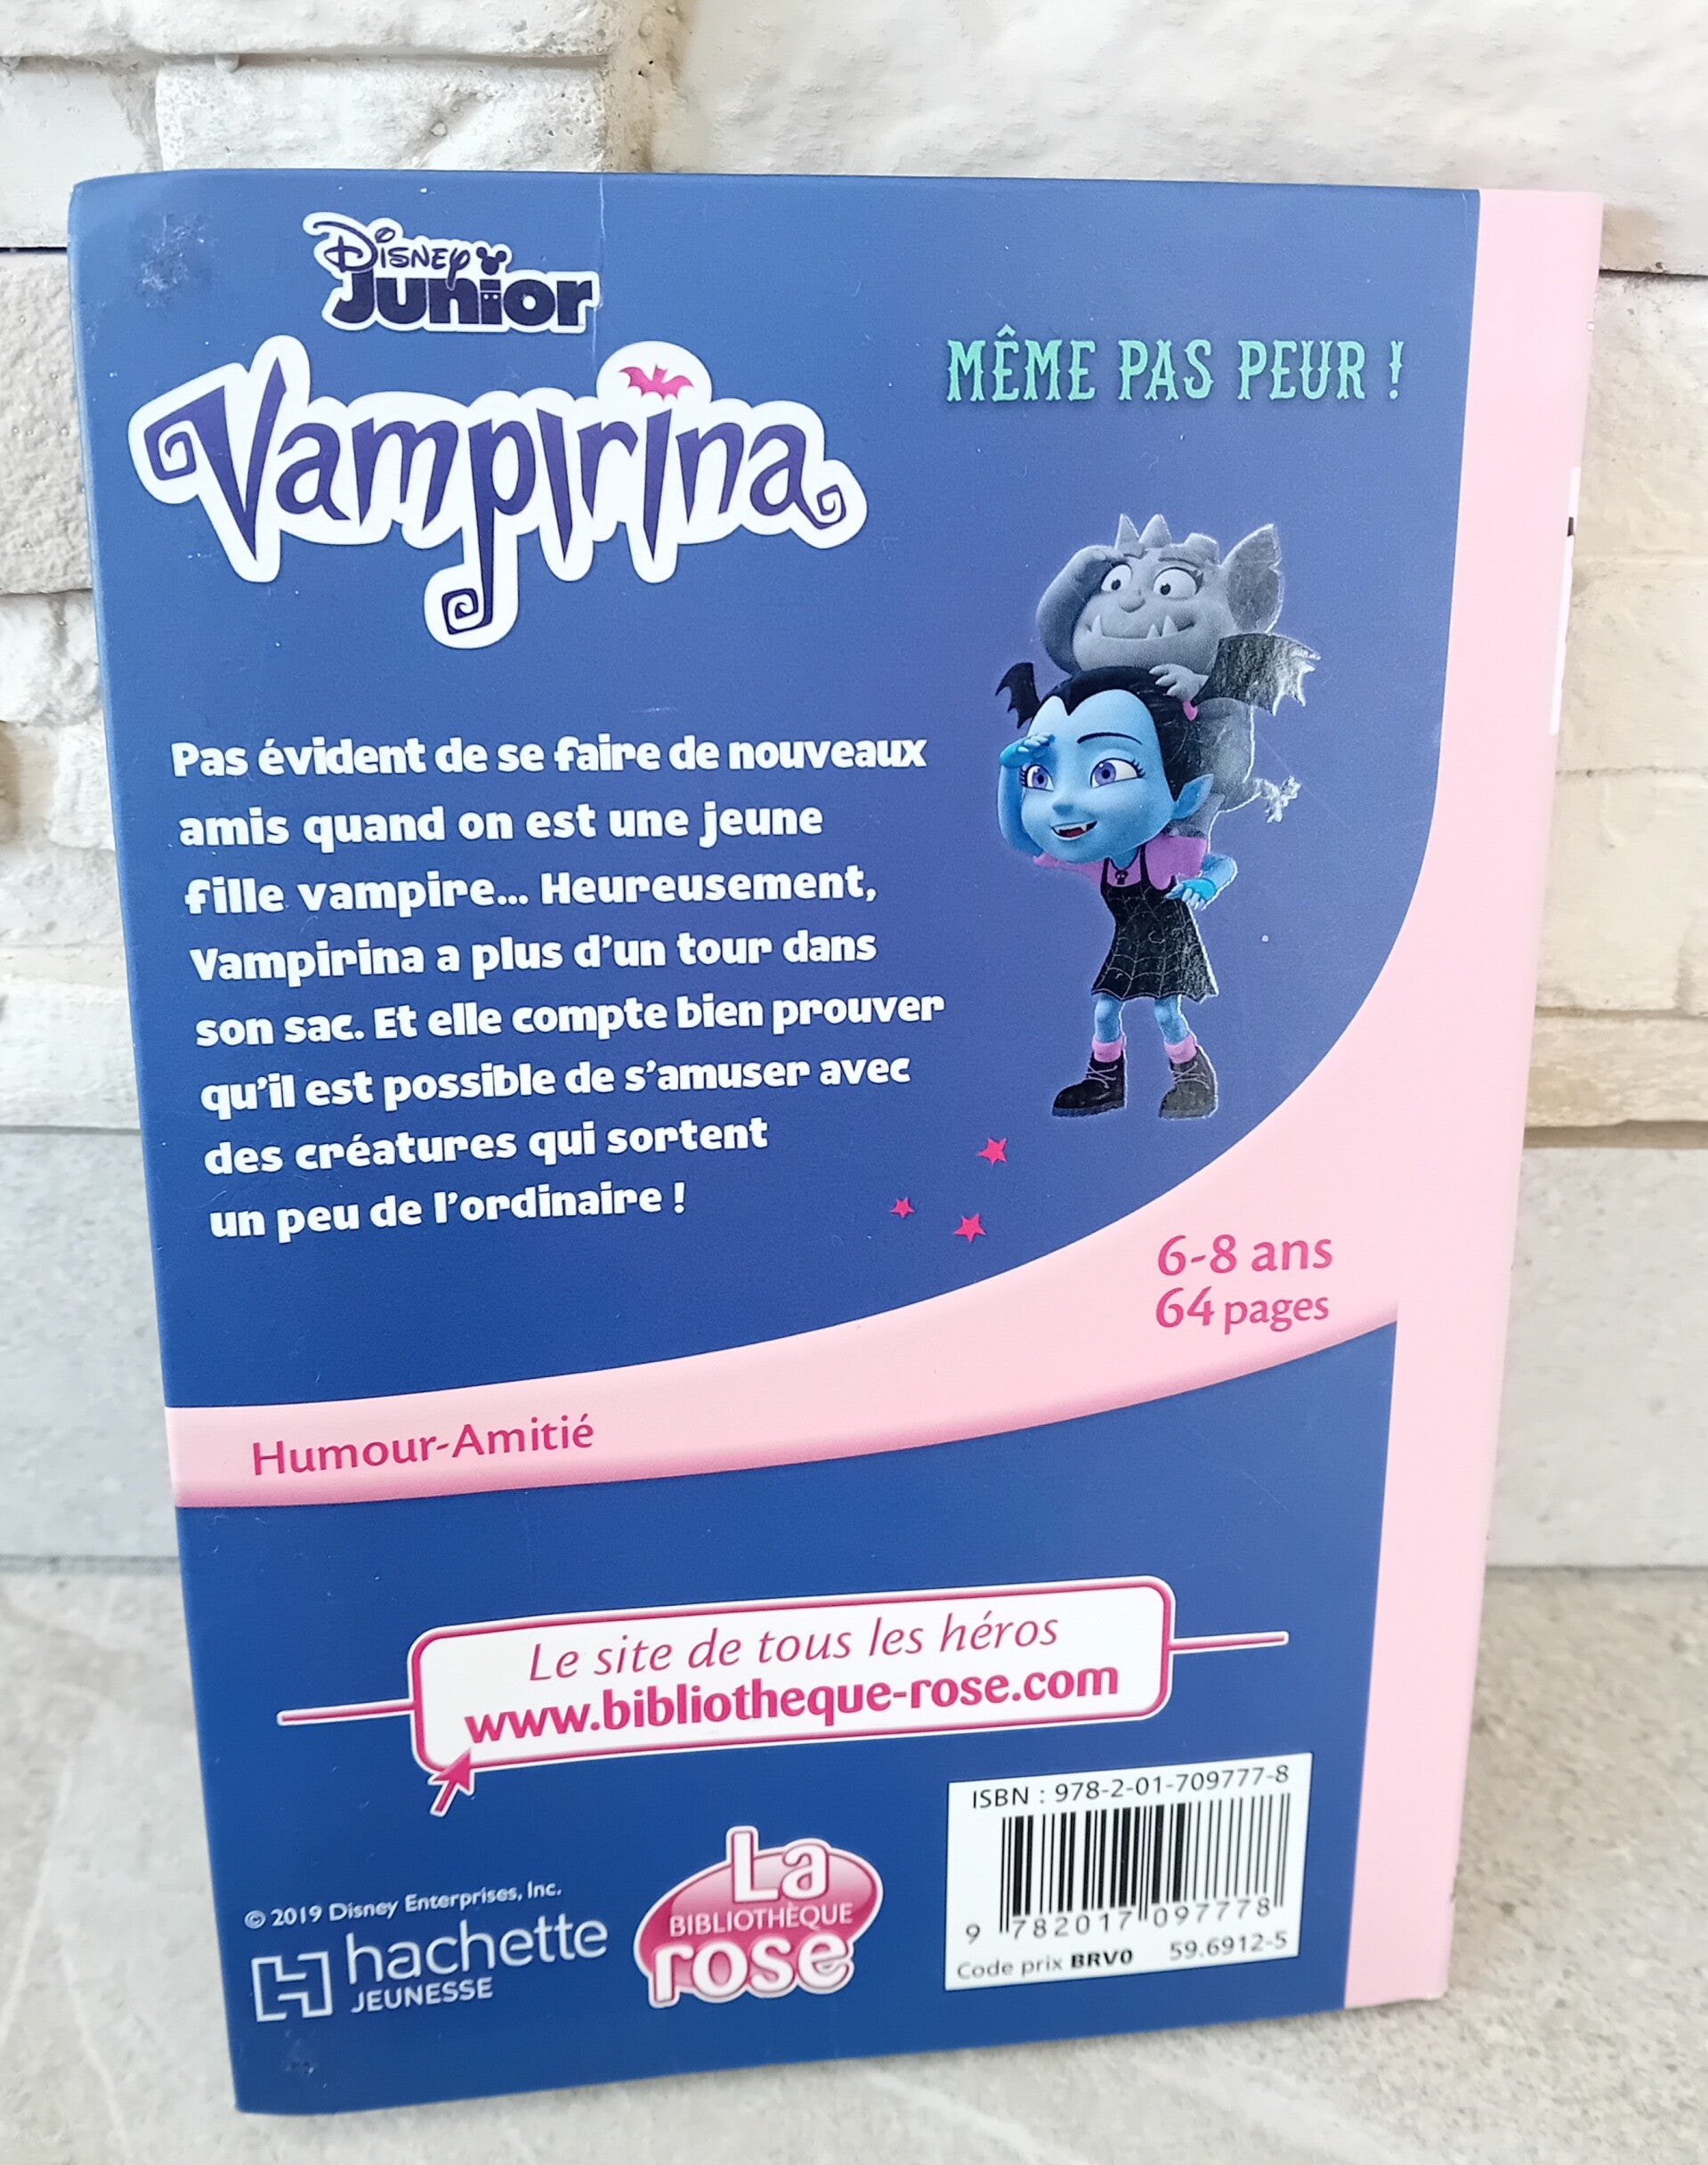 Disney
Junior
Vampirina
MÊME PAS PEUR !
Pas évident de se faire de nouveaux
amis quand on est une jeune
fille vampire... Heureusement,
Vampirina a plus d'un tour dans
son sac. Et elle compte bien prouver
qu'il est possible de s'amuser avec
des créatures qui sortent
un peu de l'ordinaire !
6-8 ans
64 pages
Humour-Amitié
Le site de tous les héros
www.bibliotheque-rose.com
© 2019 Disney Enterprises, Inc.
hachette
JEUNESSE
La
BIBLIOTHÈQUE
rose
ISBN : 978-2-01-709777-8
9 782017 097778
Code prix BRV0 59.6912-5